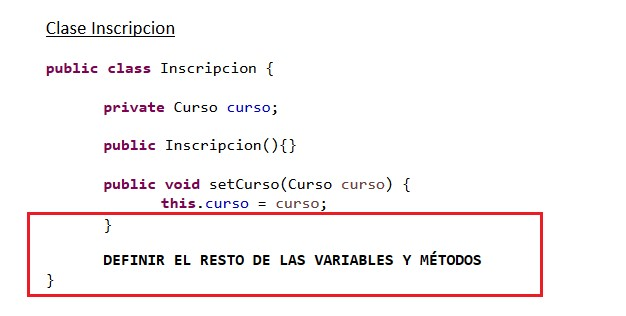 Clase Inscripcion
public class Inscripcion {
private Curso curso;
public Inscripcion(){}
public void setCurso(Curso curso) {
this.curso = curso;
}
DEFINIR EL RESTO DE LAS VARIABLES Y MÉTODOS
}